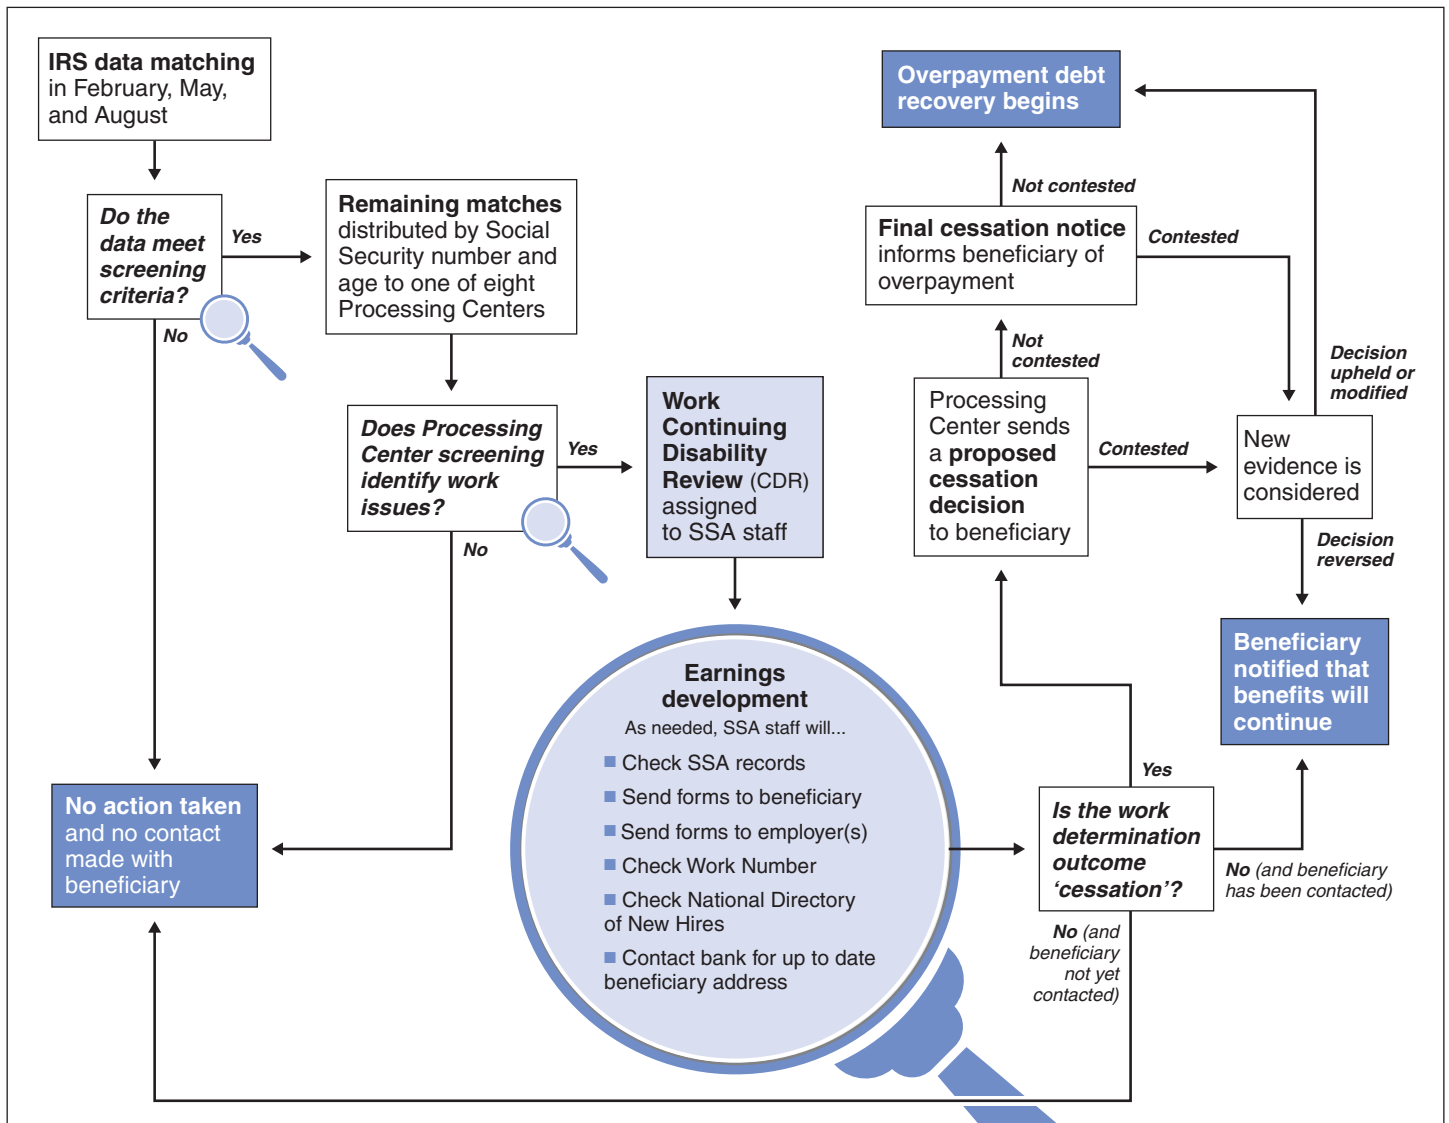 IRS data matching
in February, May,
and August
Do the
data meet
screening
criteria?
Yes
No
Remaining matches
distributed by Social
Security number and
age to one of eight
Processing Centers
Does Processing
Center screening
identify work
issues?
Yes
No
Work
Continuing
Disability
Review (CDR)
assigned
to SSA staff
Earnings
development
As needed, SSA staff will...
Check SSA records
Send forms to beneficiary
Send forms to employer(s)
Check Work Number
Check National Directory
of New Hires
Contact bank for up to date
beneficiary address
No action taken
and no contact
made with
beneficiary
Is the work
determination
outcome
‘cessation’?
Yes
No (and beneficiary
has been contacted)
No (and
beneficiary
not yet
contacted)
Processing
Center sends
a proposed
cessation
decision
to beneficiary
Not
contested
Contested
Final cessation notice
informs beneficiary of
overpayment
Not contested
Contested
Overpayment debt
recovery begins
New
evidence is
considered
Decision
upheld or
modified
Decision
reversed
Beneficiary
notified that
benefits will
continue